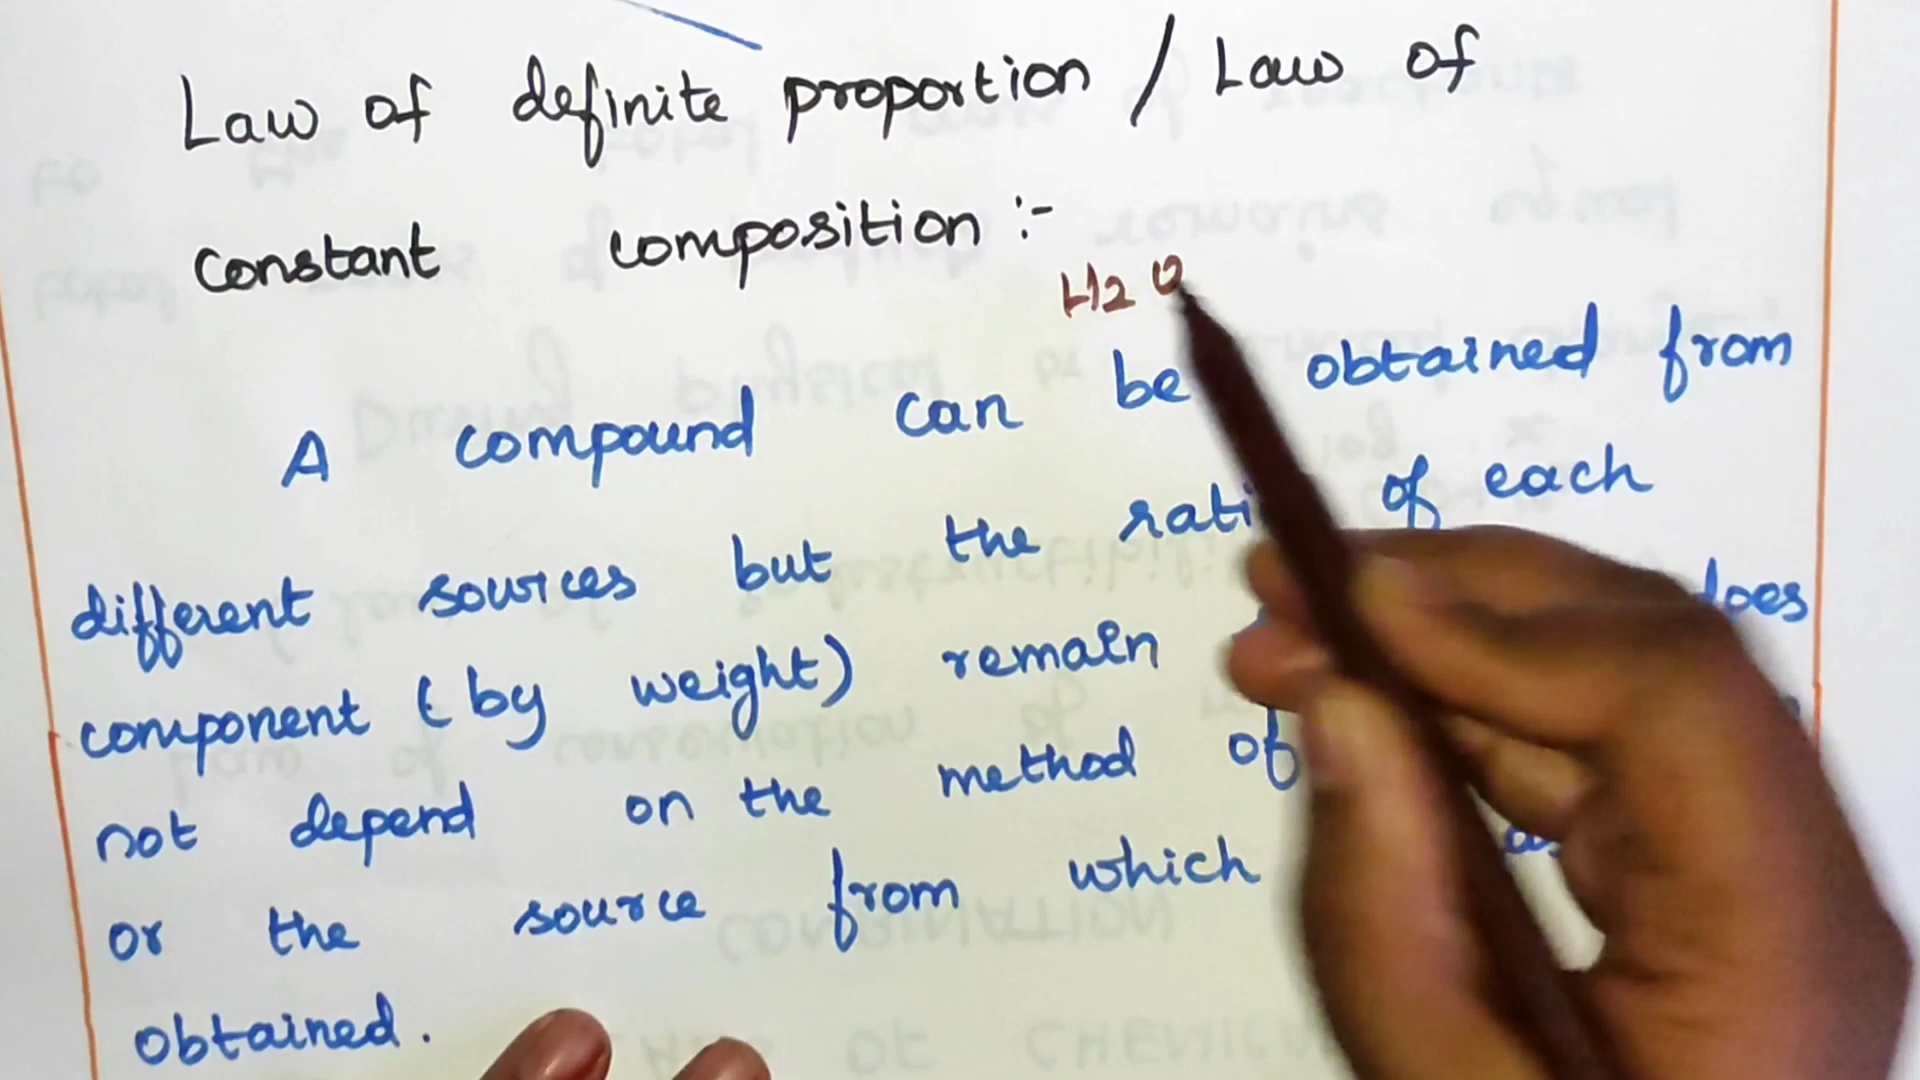 Law of definite proportion / Law of
constant composition :-
H2O
A compound can be obtained from
different sources but the rati of each
component (by weight) remain does
not depend on the method of
or the source from which
obtained.